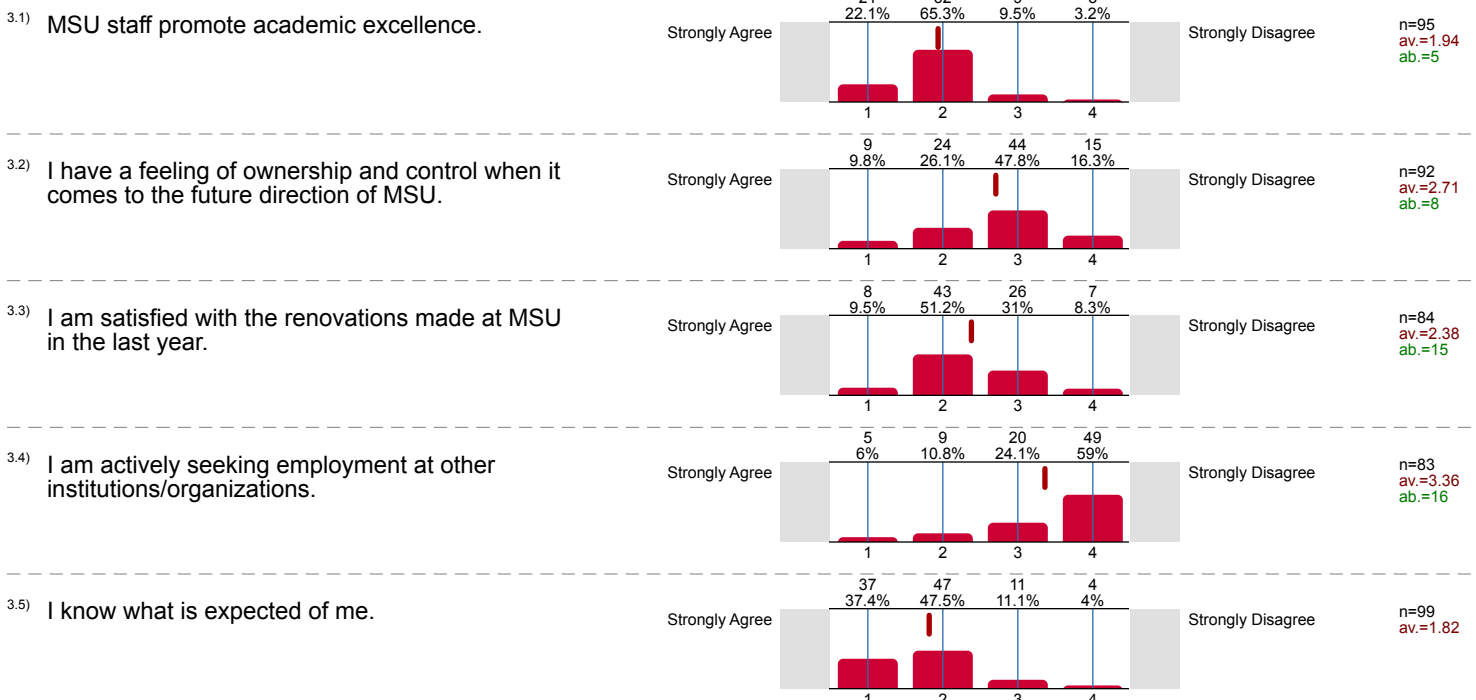 3.1) MSU staff promote academic excellence.
22.1% 65.3% 9.5% 3.2%
Strongly Agree
Strongly Disagree
n=95
av.=1.94
ab.=5
1 2 3 4
3.2) I have a feeling of ownership and control when it
comes to the future direction of MSU.
9 24 44 15
9.8% 26.1% 47.8% 16.3%
Strongly Agree
Strongly Disagree
n=92
av.=2.71
ab.=8
1 2 3 4
3.3) I am satisfied with the renovations made at MSU
in the last year.
8 43 26 7
9.5% 51.2% 31% 8.3%
Strongly Agree
Strongly Disagree
n=84
av.=2.38
ab.=15
1 2 3 4
3.4) I am actively seeking employment at other
institutions/organizations.
5 9 20 49
6% 10.8% 24.1% 59%
Strongly Agree
Strongly Disagree
n=83
av.=3.36
ab.=16
1 2 3 4
3.5) I know what is expected of me.
37 47 11 4
37.4% 47.5% 11.1% 4%
Strongly Agree
Strongly Disagree
n=99
av.=1.82
1 2 3 4